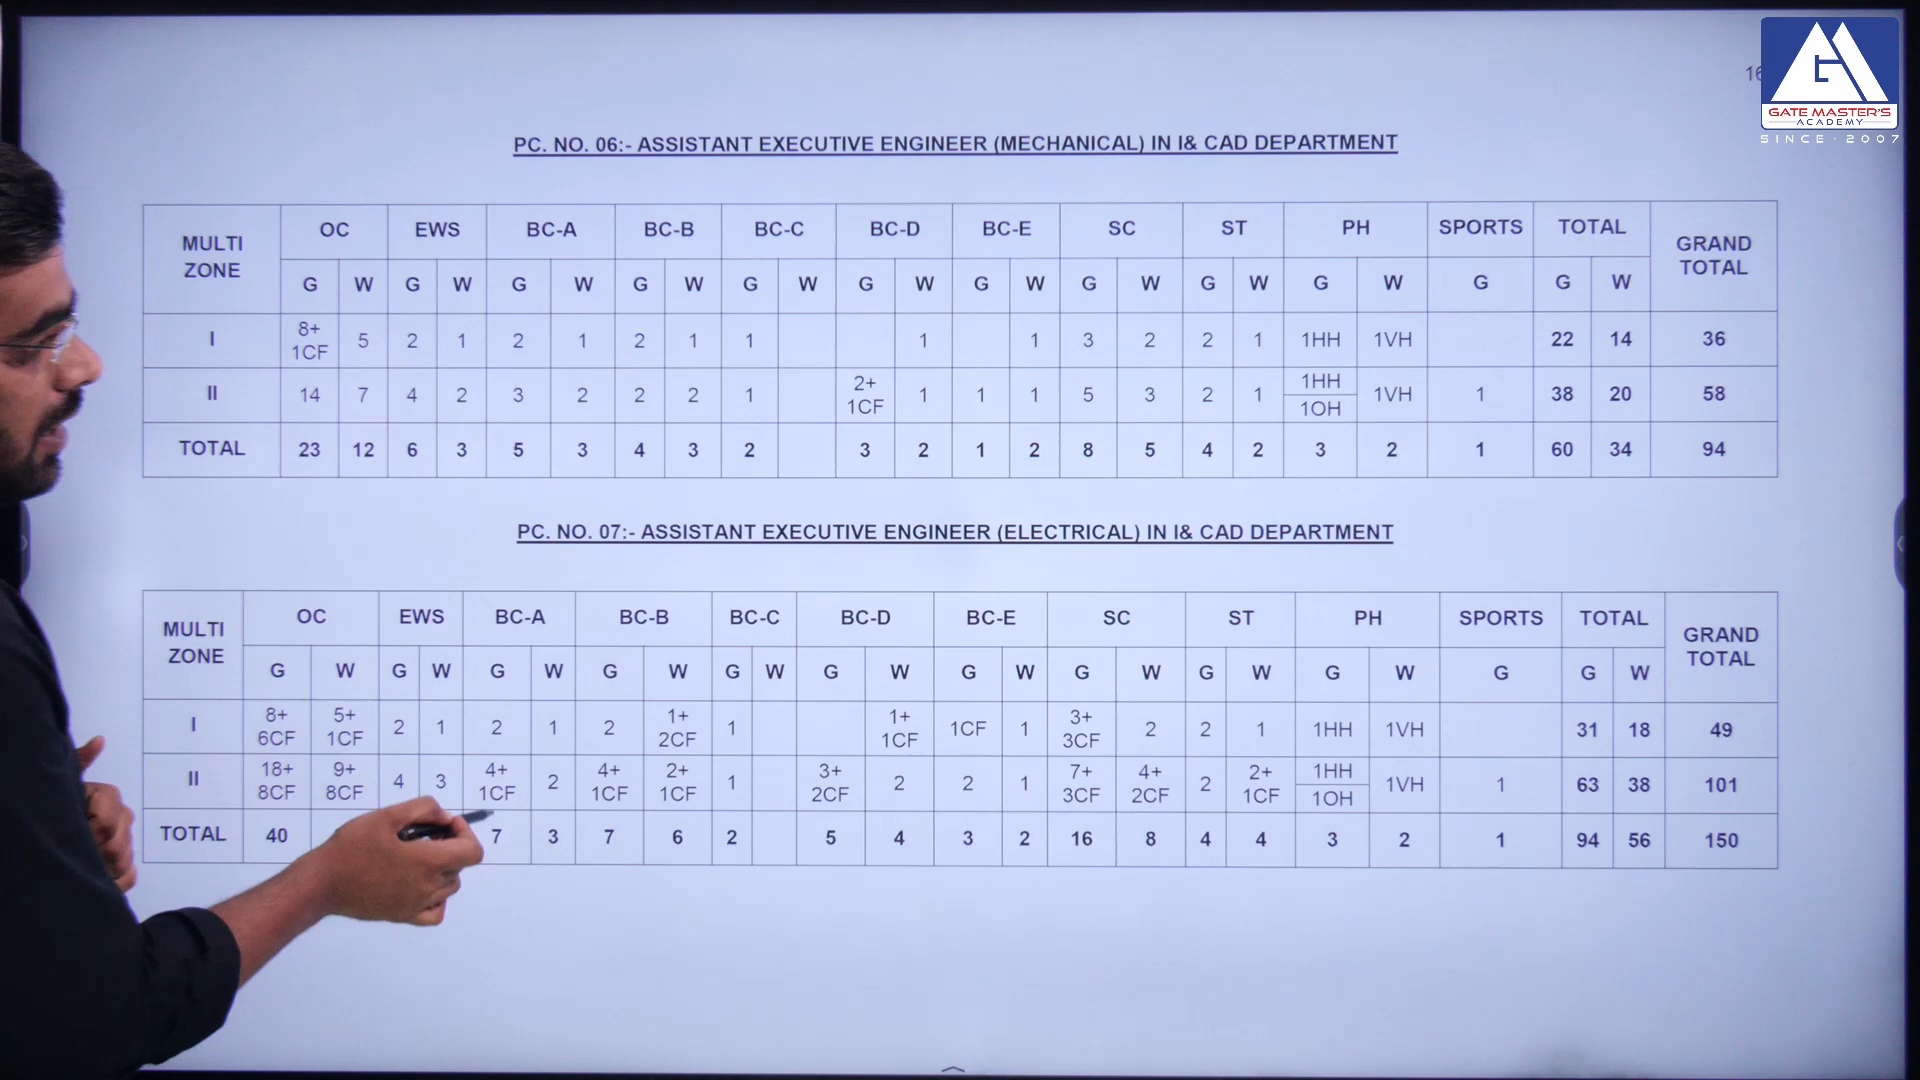 16
GATE MASTER'S
ACADEMY
SINCE - 2007
PC. NO. 06:- ASSISTANT EXECUTIVE ENGINEER (MECHANICAL) IN I& CAD DEPARTMENT
MULTI ZONE OC EWS BC-A BC-B BC-C BC-D BC-E SC ST PH SPORTS TOTAL GRAND TOTAL
G W G W G W G W G W G W G W G W G W G W G G W
I 8+ 1CF 5 2 1 2 1 2 1 1 1 1 3 2 2 1 1HH 1VH 22 14 36
II 14 7 4 2 3 2 2 2 1 2+ 1CF 1 1 1 5 3 2 1 1HH 1OH 1VH 1 38 20 58
TOTAL 23 12 6 3 5 3 4 3 2 3 2 1 2 8 5 4 2 3 2 1 60 34 94
PC. NO. 07:- ASSISTANT EXECUTIVE ENGINEER (ELECTRICAL) IN I& CAD DEPARTMENT
MULTI ZONE OC EWS BC-A BC-B BC-C BC-D BC-E SC ST PH SPORTS TOTAL GRAND TOTAL
G W G W G W G W G W G W G W G W G W G W G G W
I 8+ 6CF 5+ 1CF 2 1 2 1 2 1+ 2CF 1 1+ 1CF 1CF 1 3+ 3CF 2 2 1 1HH 1VH 31 18 49
II 18+ 8CF 9+ 8CF 4 3 4+ 1CF 2 4+ 1CF 2+ 1CF 1 3+ 2CF 2 2 1 7+ 3CF 4+ 2CF 2 2+ 1CF 1HH 1OH 1VH 1 63 38 101
TOTAL 40 7 3 7 6 2 5 4 3 2 16 8 4 4 3 2 1 94 56 150